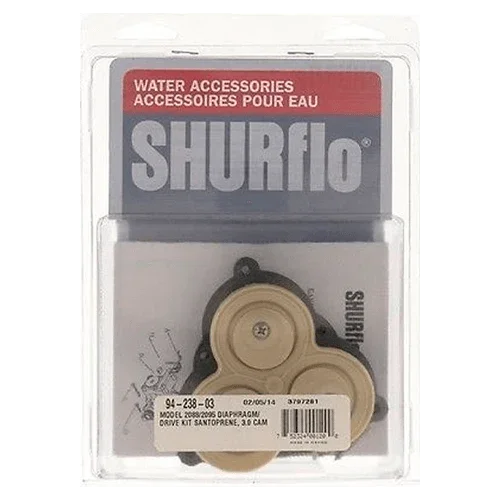 WATER ACCESSORIES
ACCESSOIRES POUR EAU
SHURflo®
SHURflo
94-238-03 02/05/14 3797281
MODEL 2088/2095 DIAPHRAGM/
DRIVE KIT SANTOPRENE, 3.0 CAM